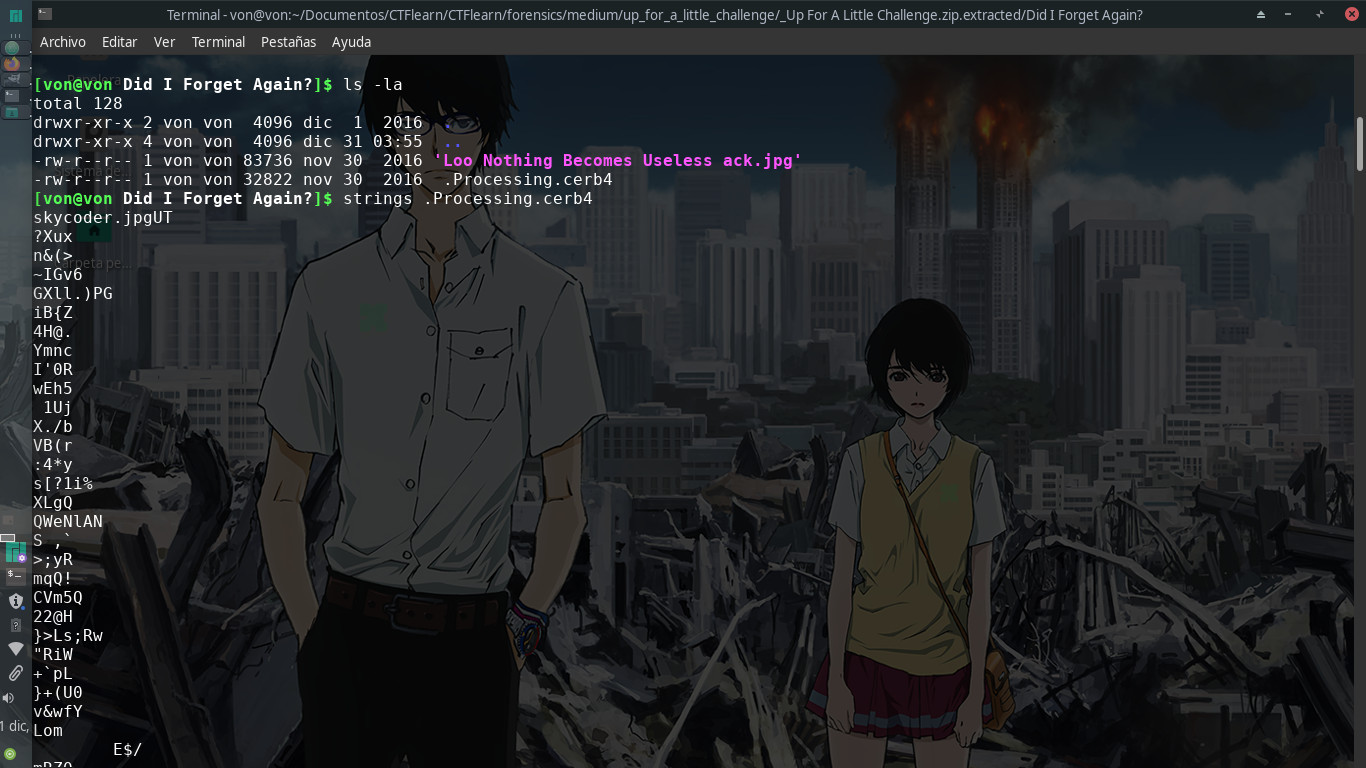 Terminal - von@von:~/Documentos/CTFlearn/CTFlearn/forensics/medium/up_for_a_little_challenge/_Up For A Little Challenge.zip.extracted/Did I Forget Again?
Archivo Editar Ver Terminal Pestañas Ayuda
[von@von Did I Forget Again?]$ ls -la
total 128
drwxr-xr-x 2 von von  4096 dic  1  2016 .
drwxr-xr-x 4 von von  4096 dic 31 03:55 ..
-rw-r--r-- 1 von von 83736 nov 30  2016 'Loo Nothing Becomes Useless ack.jpg'
-rw-r--r-- 1 von von 32822 nov 30  2016  .Processing.cerb4
[von@von Did I Forget Again?]$ strings .Processing.cerb4
skycoder.jpgUT
?Xux
n&(>
~IGv6
GXll.)PG
iB{Z
4H@.
Ymnc
I'0R
wEh5
 1Uj
X./b
VB(r
:4*y
s[?1i%
XLgQ
QWeNlAN
S ,`
>;yR
mqQ!
CVm5Q
22@H
}>Ls;Rw
"RiW
+`pL
}+(U0
v&wfY
Lom
        E$/
1 dic,